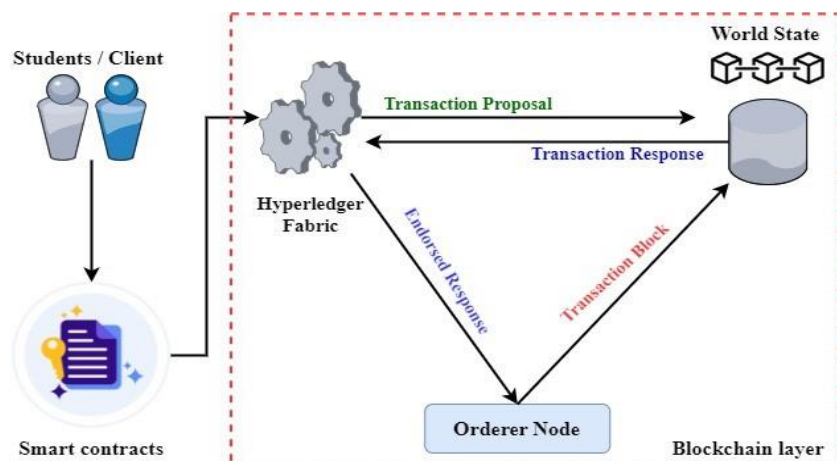 Students / Client
World State
Transaction Proposal
Transaction Response
Hyperledger
Fabric
Endorsed Response
Transaction Block
Orderer Node
Smart contracts
Blockchain layer